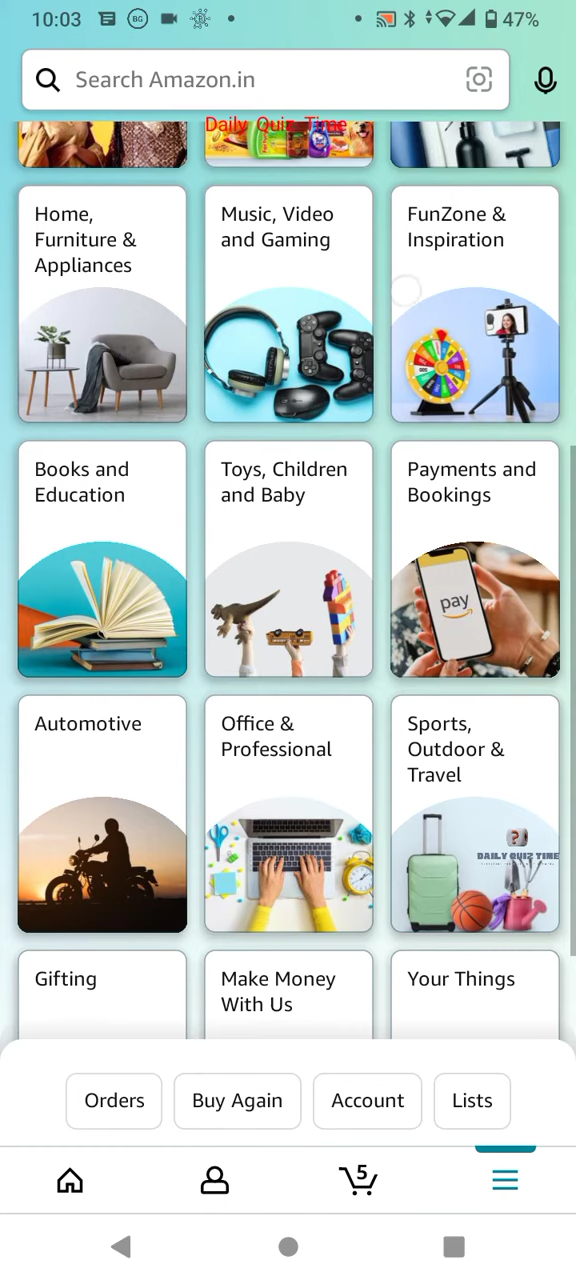 10:03
BG
47%
Search Amazon.in
Daily Quiz Time
Home,
Furniture &
Appliances
Music, Video
and Gaming
FunZone &
Inspiration
Books and
Education
Toys, Children
and Baby
Payments and
Bookings
pay
Automotive
Office &
Professional
Sports,
Outdoor &
Travel
DAILY QUIZ TIME
Gifting
Make Money
With Us
Your Things
Orders
Buy Again
Account
Lists
5